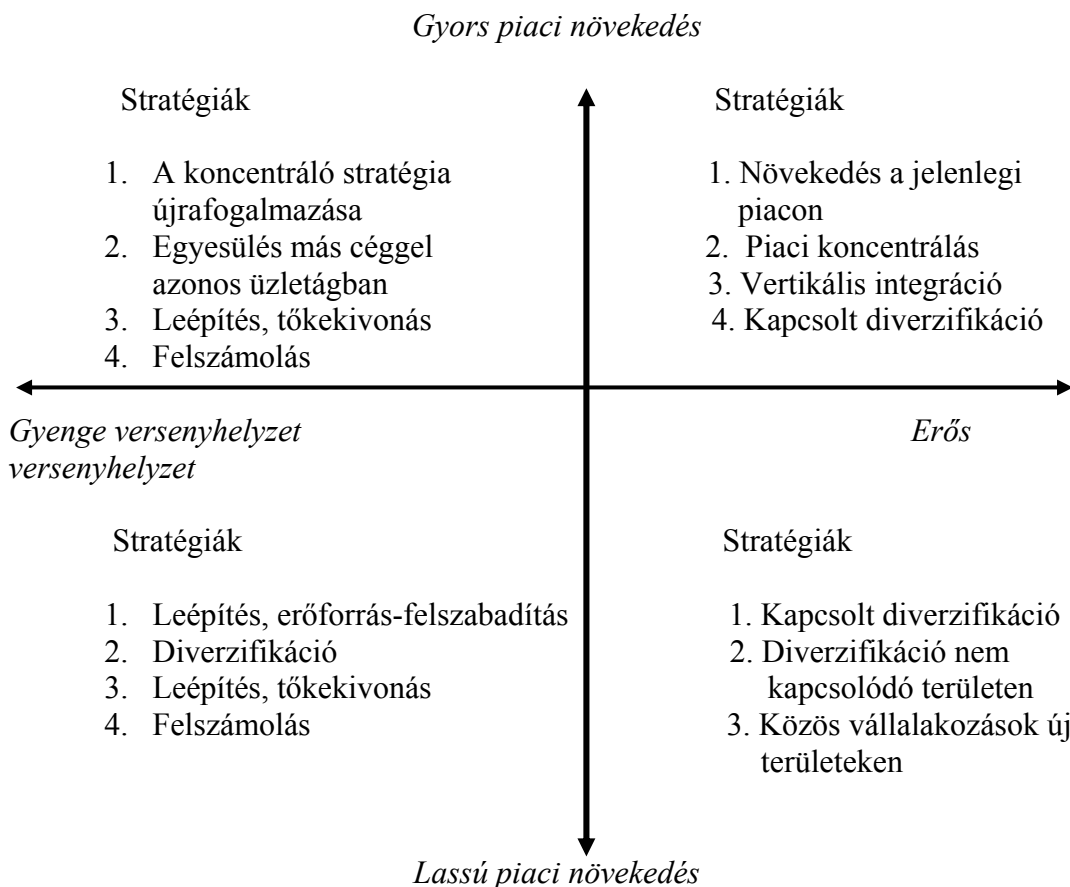 Gyors piaci növekedés
Stratégiák
1. A koncentráló stratégia
újrafogalmazása
2. Egyesülés más céggel
azonos üzletágban
3. Leépítés, tőkekivonás
4. Felszámolás
Stratégiák
1. Növekedés a jelenlegi
piacon
2. Piaci koncentrálás
3. Vertikális integráció
4. Kapcsolt diverzifikáció
Gyenge versenyhelyzet
Erős
versenyhelyzet
Stratégiák
1. Leépítés, erőforrás-felszabadítás
2. Diverzifikáció
3. Leépítés, tőkekivonás
4. Felszámolás
Stratégiák
1. Kapcsolt diverzifikáció
2. Diverzifikáció nem
kapcsolódó területen
3. Közös vállalakozások új
területeken
Lassú piaci növekedés